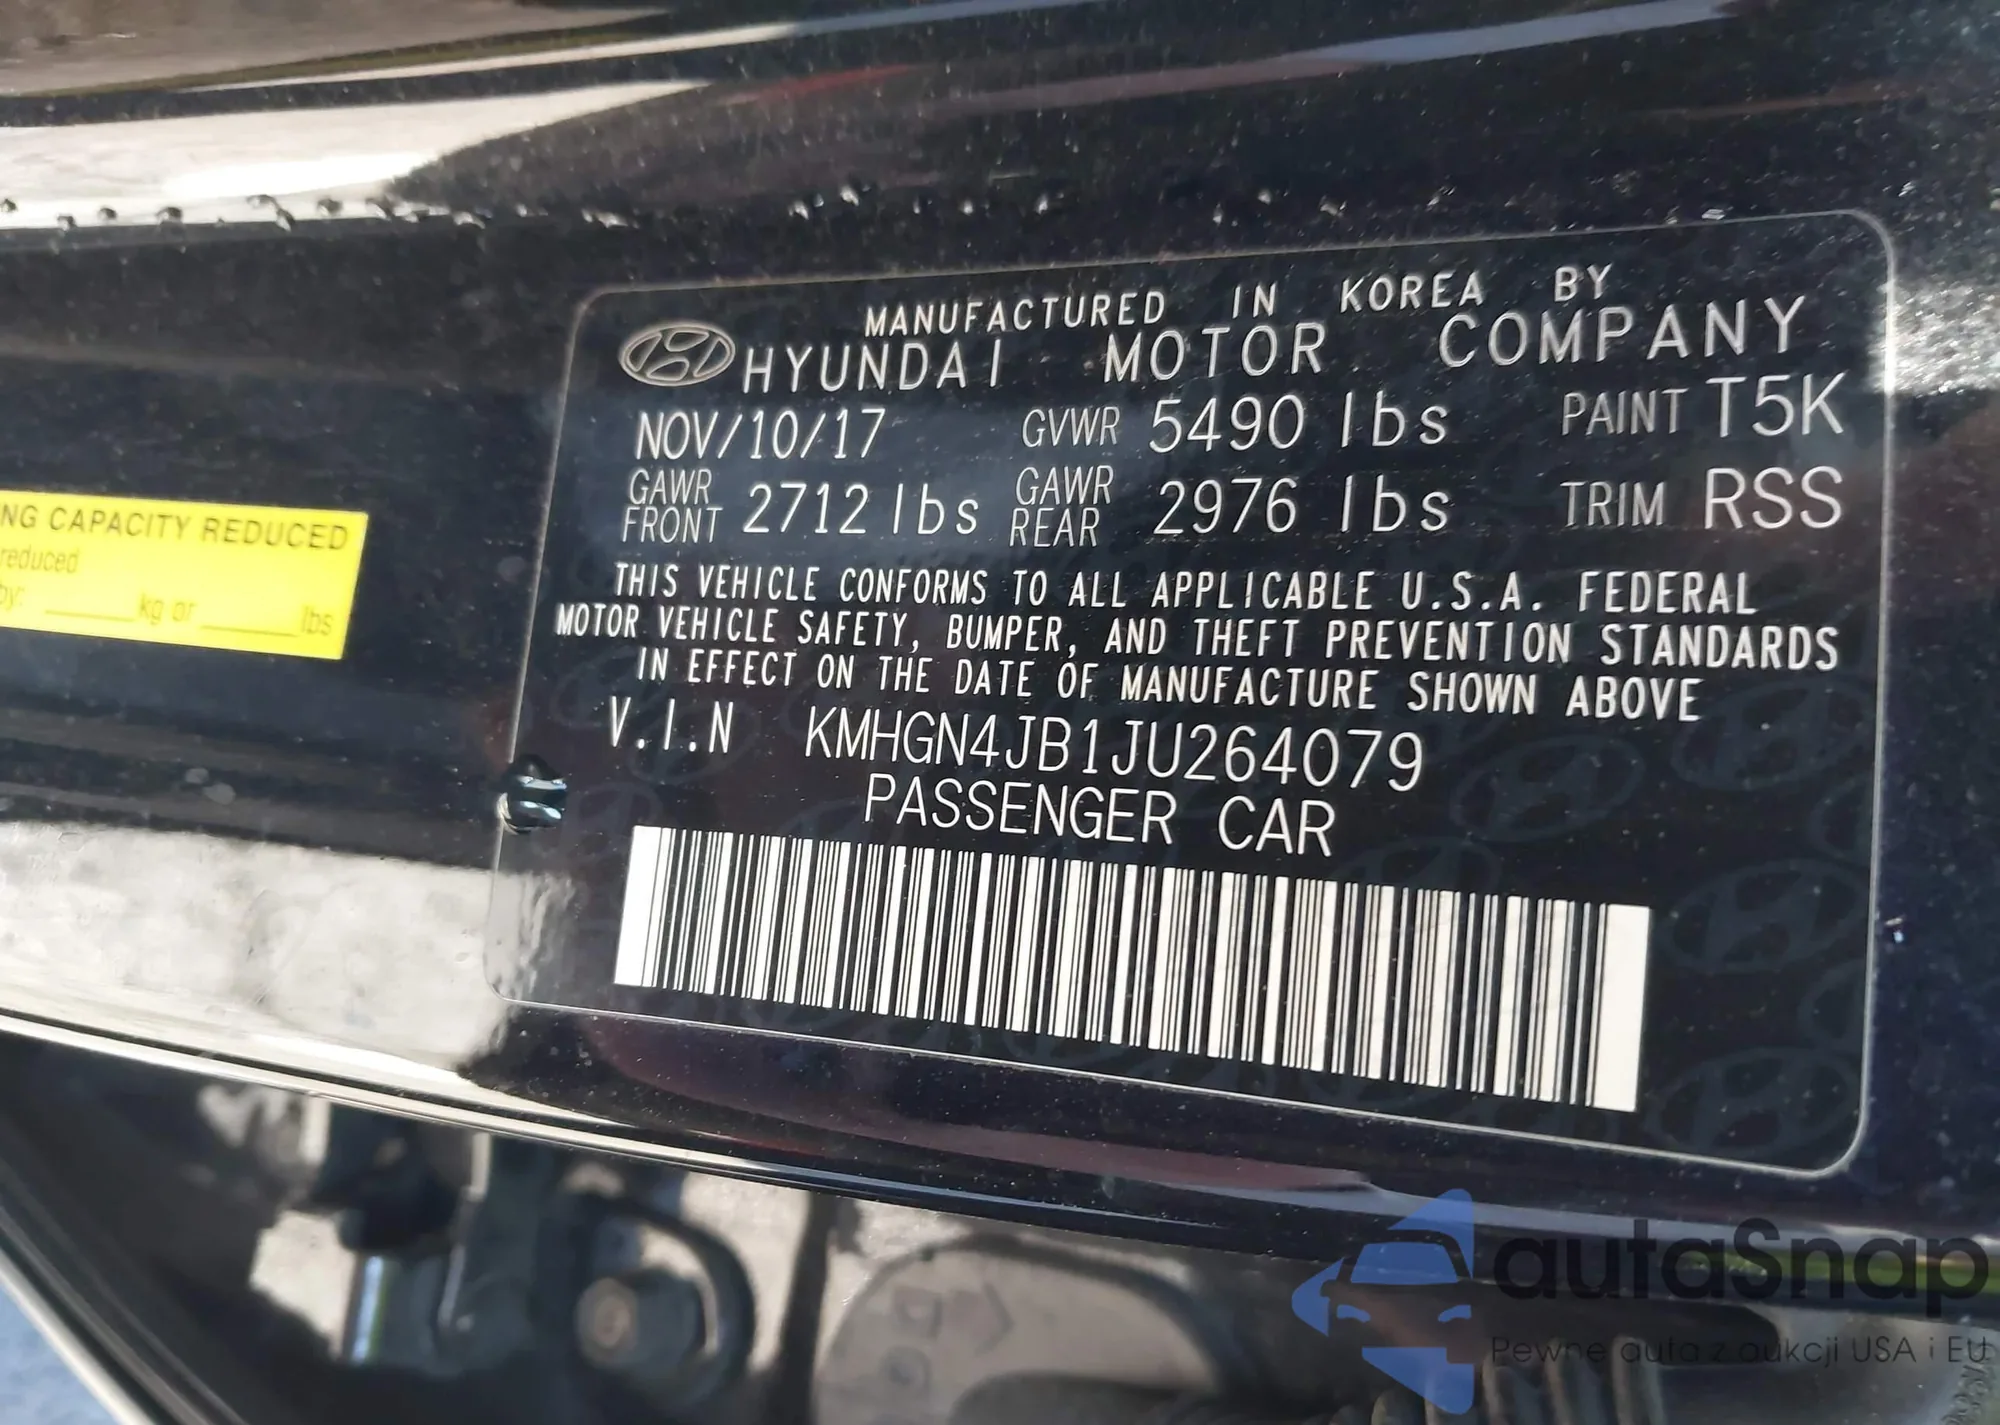 MANUFACTURED IN KOREA BY
HYUNDAI MOTOR COMPANY
NOV/10/17 GVWR 5490 lbs PAINT T5K
GAWR FRONT 2712 lbs GAWR REAR 2976 lbs TRIM RSS
THIS VEHICLE CONFORMS TO ALL APPLICABLE U.S.A. FEDERAL
MOTOR VEHICLE SAFETY, BUMPER, AND THEFT PREVENTION STANDARDS
IN EFFECT ON THE DATE OF MANUFACTURE SHOWN ABOVE
V.I.N KMHGN4JB1JU264079
PASSENGER CAR
NG CAPACITY REDUCED
reduced
by: ______kg or ______lbs
autaSnap
Pewne auta z aukcji USA i EU